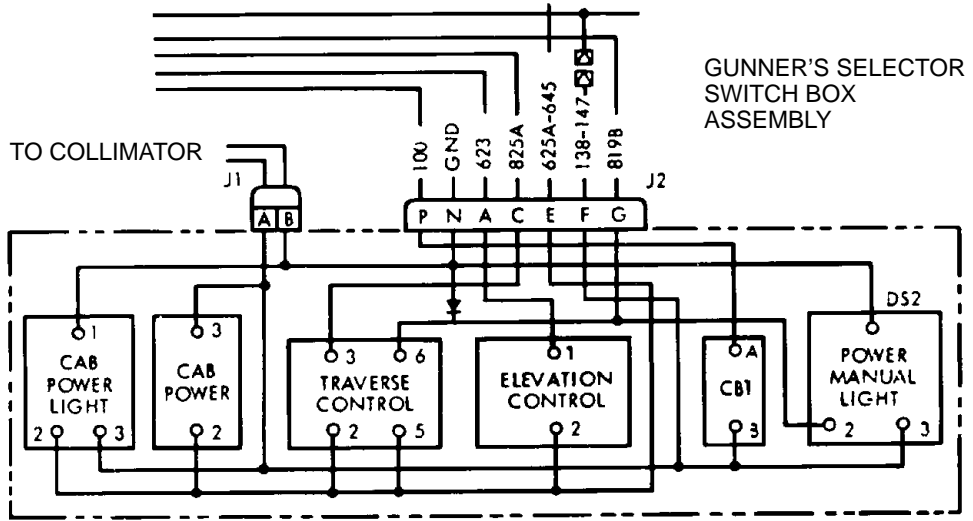 GUNNER'S SELECTOR
SWITCH BOX
ASSEMBLY
TO COLLIMATOR
J1
A B
100
GND
623
825A
625A-645
138-147
819B
J2
P N A C E F G
DS2
1
CAB
POWER
LIGHT
2 3
3
CAB
POWER
2
3 6
TRAVERSE
CONTROL
2 5
1
ELEVATION
CONTROL
2
A
CB1
B
POWER
MANUAL
LIGHT
2 3